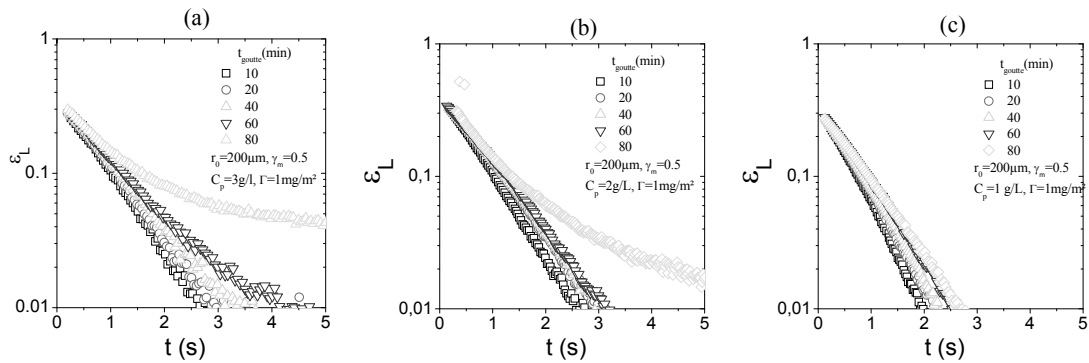 (a)
1
0.1
0.01
ε_L
t_goutte (min)
10
20
40
60
80
r_0=200µm, γ_m=0.5
C_p=3g/l, Γ=1mg/m²
0 1 2 3 4 5
t (s)
(b)
1
0,1
0,01
ε_L
t_goutte (min)
10
20
40
60
80
r_0=200µm, γ_m=0.5
C_p=2g/L, Γ=1mg/m²
0 1 2 3 4 5
t (s)
(c)
1
0,1
0,01
ε_L
t_goutte (min)
10
20
40
60
80
r_0=200µm, γ_m=0.5
C_p=1 g/L, Γ=1mg/m²
0 1 2 3 4 5
t (s)